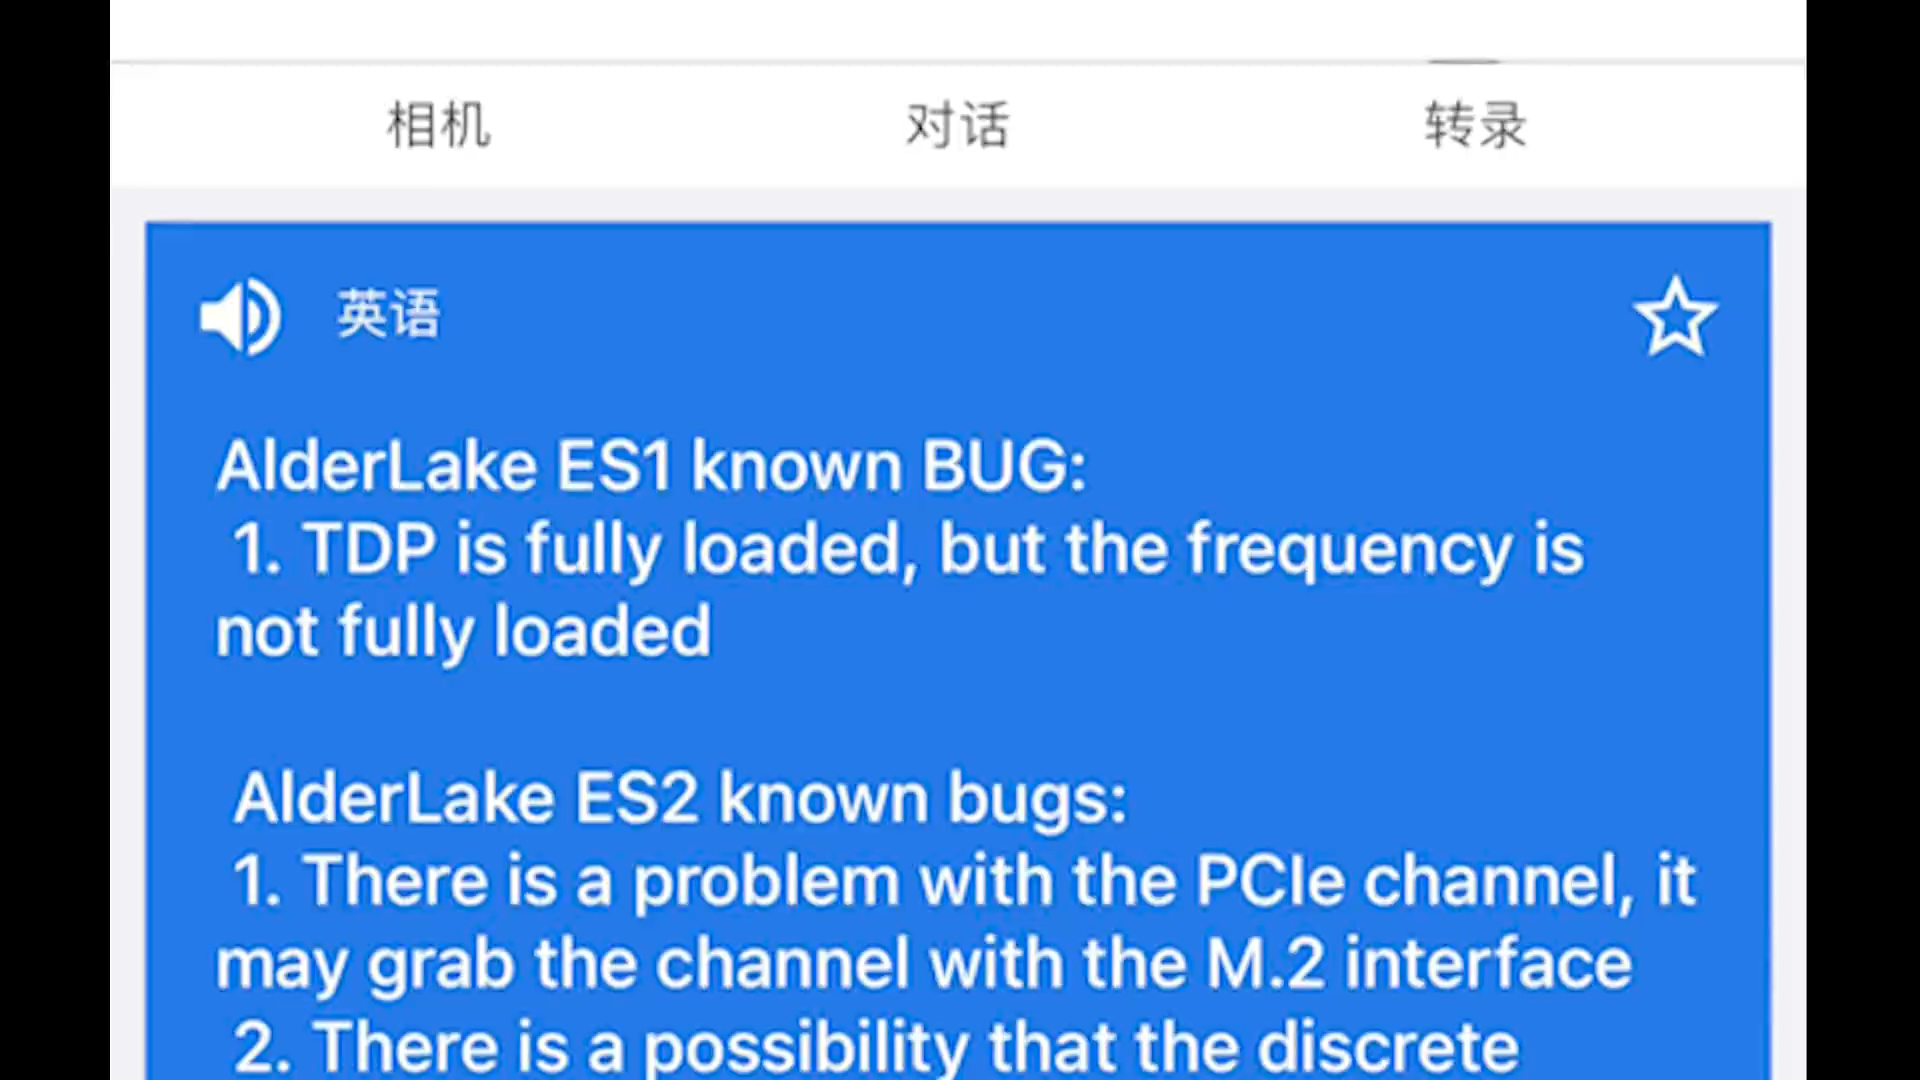 相机 对话 转录
英语
AlderLake ES1 known BUG:
1. TDP is fully loaded, but the frequency is
not fully loaded
AlderLake ES2 known bugs:
1. There is a problem with the PCIe channel, it
may grab the channel with the M.2 interface
2. There is a possibility that the discrete